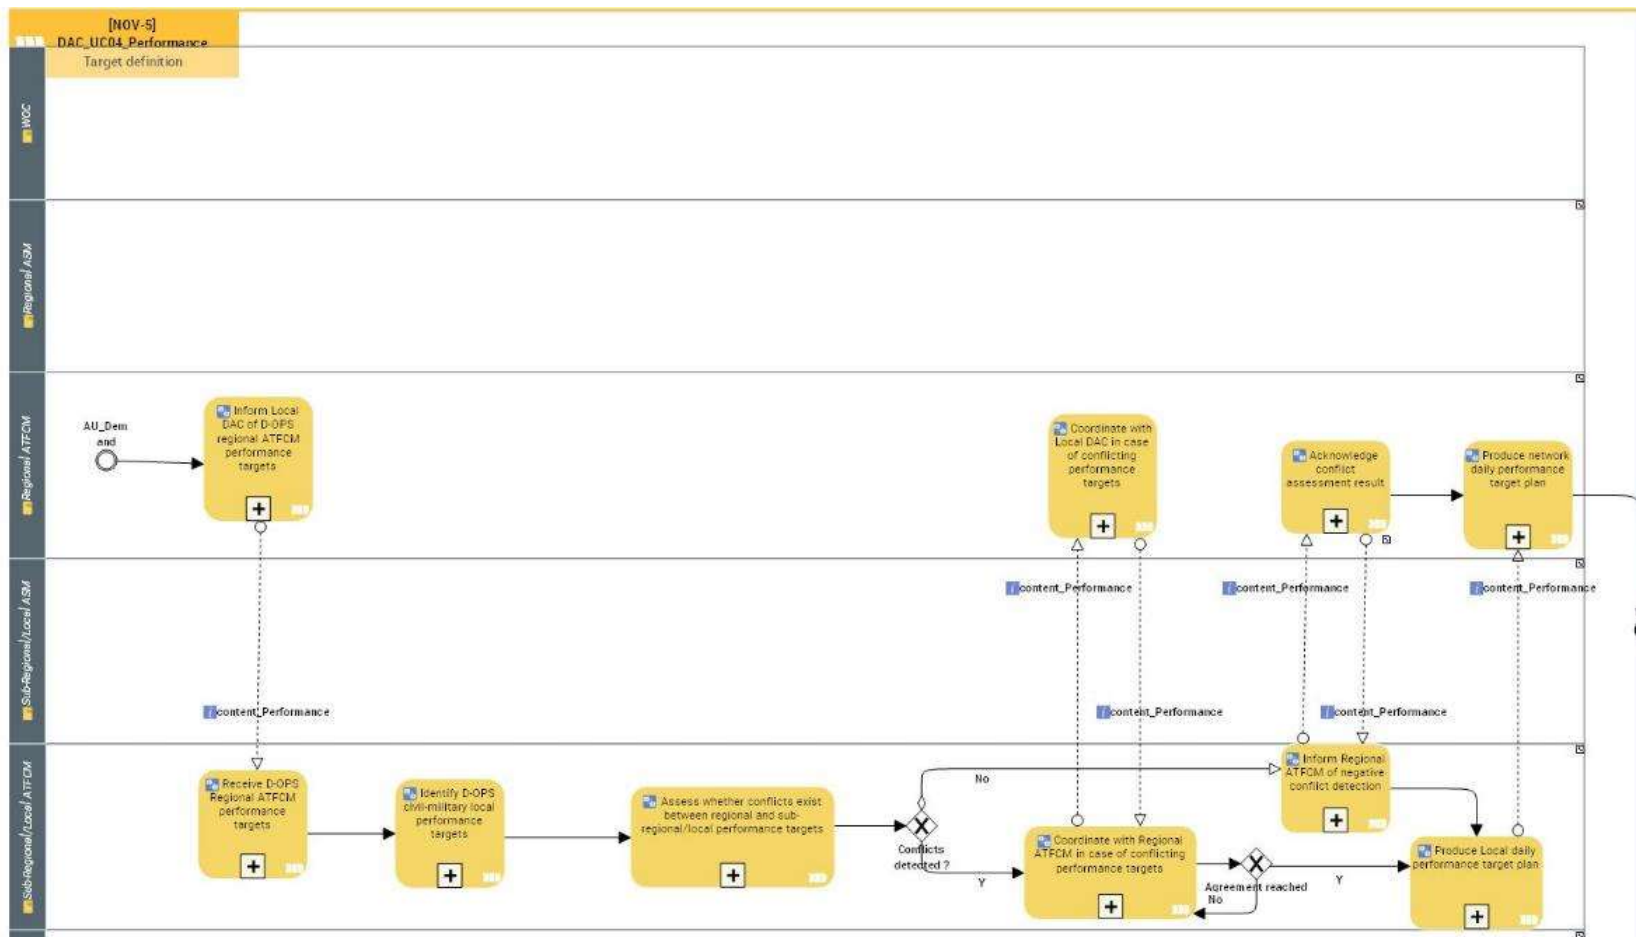 [NOV-5]
DAC_UC04_Performance
Target definition
WOC
Regional ASM
Regional ATFCM
Sub-Regional/Local ASM
Sub-Regional/Local ATFCM
AU_Dem
and
Inform Local
DAC of D-OPS
regional ATFCM
performance
targets
Coordinate with
Local DAC in case
of conflicting
performance
targets
Acknowledge
conflict
assessment result
Produce network
daily performance
target plan
content_Performance
content_Performance
content_Performance
content_Performance
content_Performance
content_Performance
Receive D-OPS
Regional ATFCM
performance
targets
Identify D-OPS
civil-military local
performance
targets
Assess whether conflicts exist
between regional and sub-
regional/local performance targets
Conflicts
detected ?
No
Y
Coordinate with Regional
ATFCM in case of conflicting
performance targets
Inform Regional
ATFCM of negative
conflict detection
Agreement reached
No
Y
Produce Local daily
performance target plan